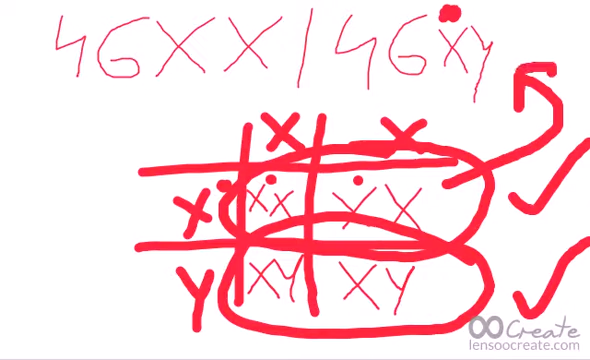 46XX/46XY
X X
X XX XX
Y XY XY
Create
lensoocreate.com